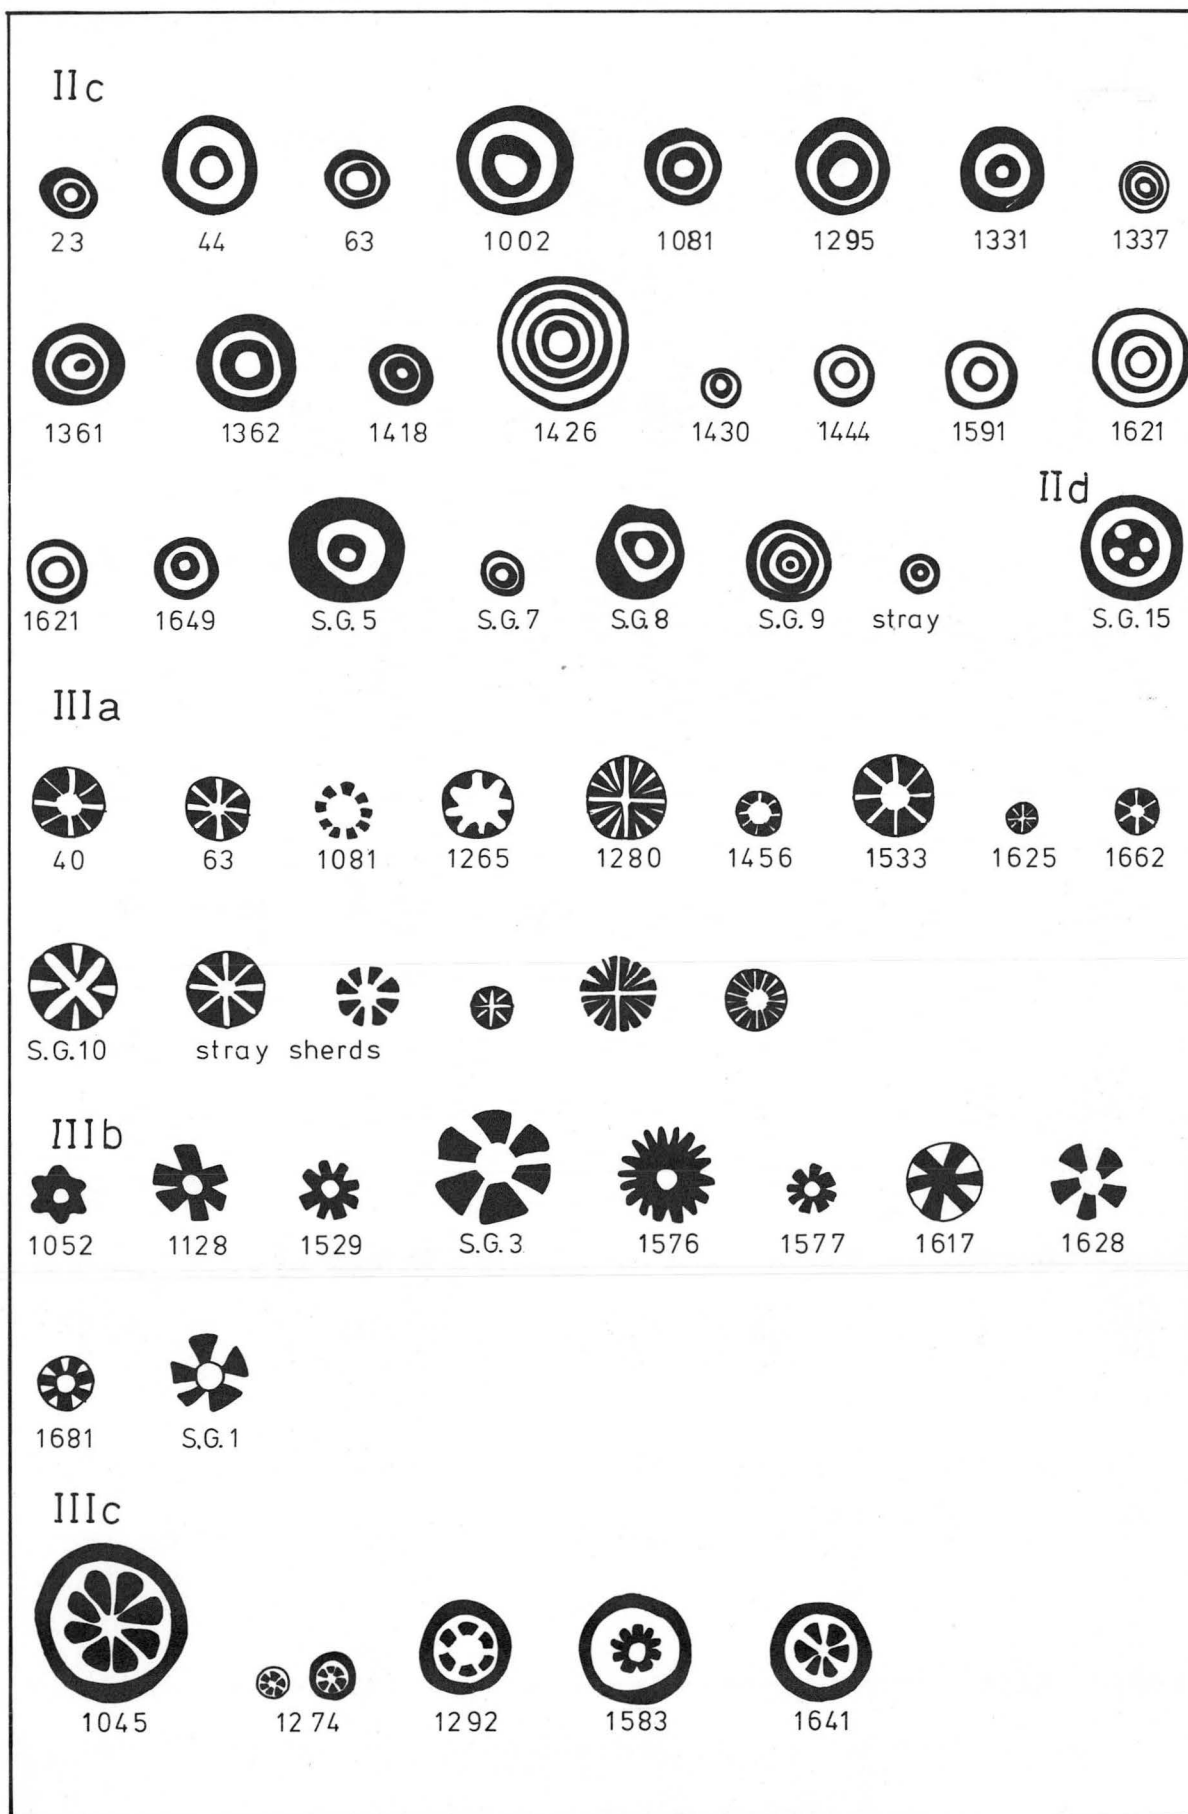 IIc
23 44 63 1002 1081 1295 1331 1337
1361 1362 1418 1426 1430 1444 1591 1621
IId
1621 1649 S.G.5 S.G.7 S.G.8 S.G.9 stray S.G.15
IIIa
40 63 1081 1265 1280 1456 1533 1625 1662
S.G.10 stray sherds
IIIb
1052 1128 1529 S.G.3 1576 1577 1617 1628
1681 S.G.1
IIIc
1045 1274 1292 1583 1641